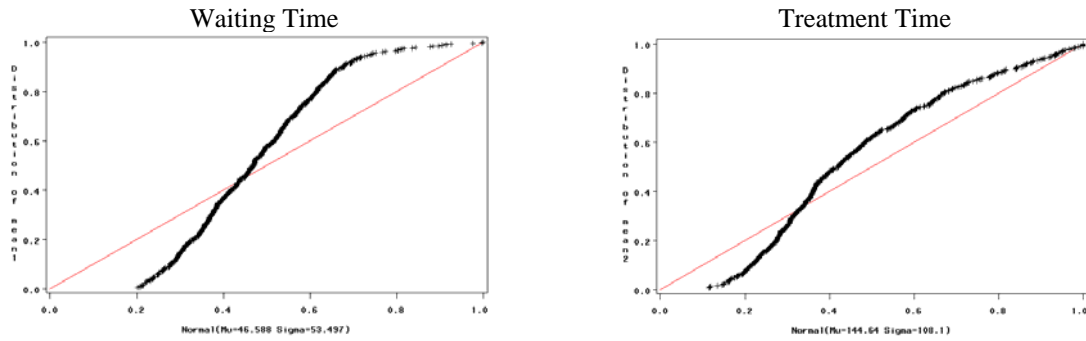 Waiting Time
Distribution of mean1
1.0
0.8
0.6
0.4
0.2
0.0
0.0 0.2 0.4 0.6 0.8 1.0
Normal(Mu=46.588 Sigma=53.497)
Treatment Time
Distribution of mean2
1.0
0.8
0.6
0.4
0.2
0.0
0.0 0.2 0.4 0.6 0.8 1.0
Normal(Mu=144.64 Sigma=108.1)